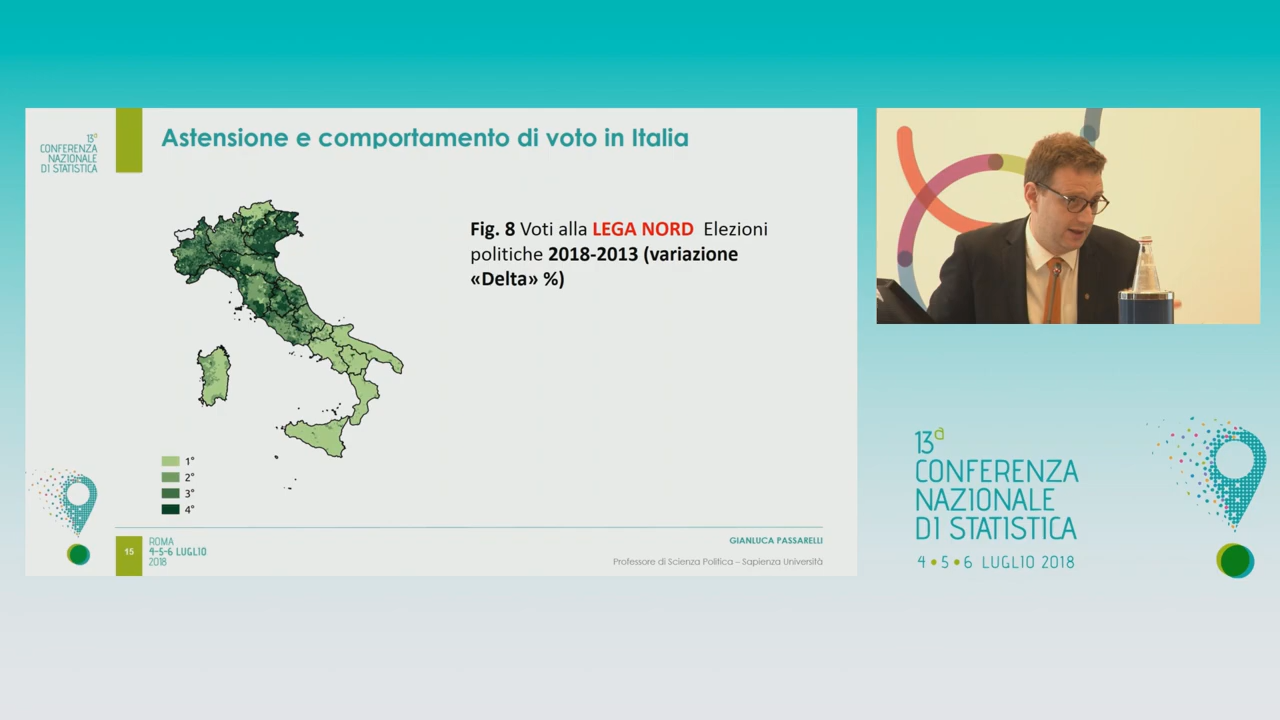 13ª
CONFERENZA
NAZIONALE
DI STATISTICA
Astensione e comportamento di voto in Italia
Fig. 8 Voti alla LEGA NORD Elezioni
politiche 2018-2013 (variazione
«Delta» %)
1°
2°
3°
4°
15
ROMA
4-5-6 LUGLIO
2018
GIANLUCA PASSARELLI
Professore di Scienza Politica – Sapienza Università
13ª
CONFERENZA
NAZIONALE
DI STATISTICA
4 • 5 • 6 LUGLIO 2018